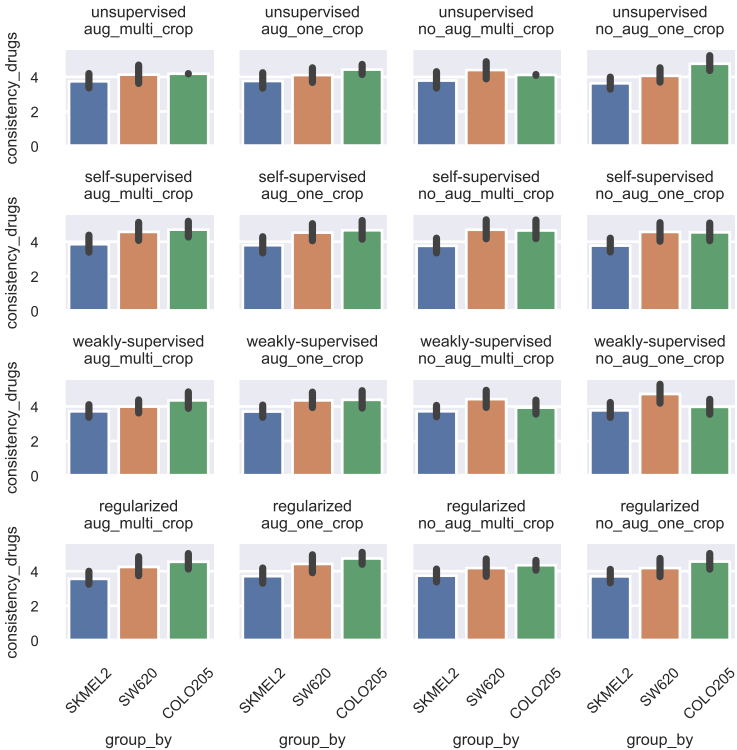 unsupervised
aug_multi_crop
unsupervised
aug_one_crop
unsupervised
no_aug_multi_crop
unsupervised
no_aug_one_crop
consistency_drugs
4
2
0
self-supervised
aug_multi_crop
self-supervised
aug_one_crop
self-supervised
no_aug_multi_crop
self-supervised
no_aug_one_crop
consistency_drugs
4
2
0
weakly-supervised
aug_multi_crop
weakly-supervised
aug_one_crop
weakly-supervised
no_aug_multi_crop
weakly-supervised
no_aug_one_crop
consistency_drugs
4
2
0
regularized
aug_multi_crop
regularized
aug_one_crop
regularized
no_aug_multi_crop
regularized
no_aug_one_crop
consistency_drugs
4
2
0
SKMEL2
SW620
COLO205
SKMEL2
SW620
COLO205
SKMEL2
SW620
COLO205
SKMEL2
SW620
COLO205
group_by
group_by
group_by
group_by